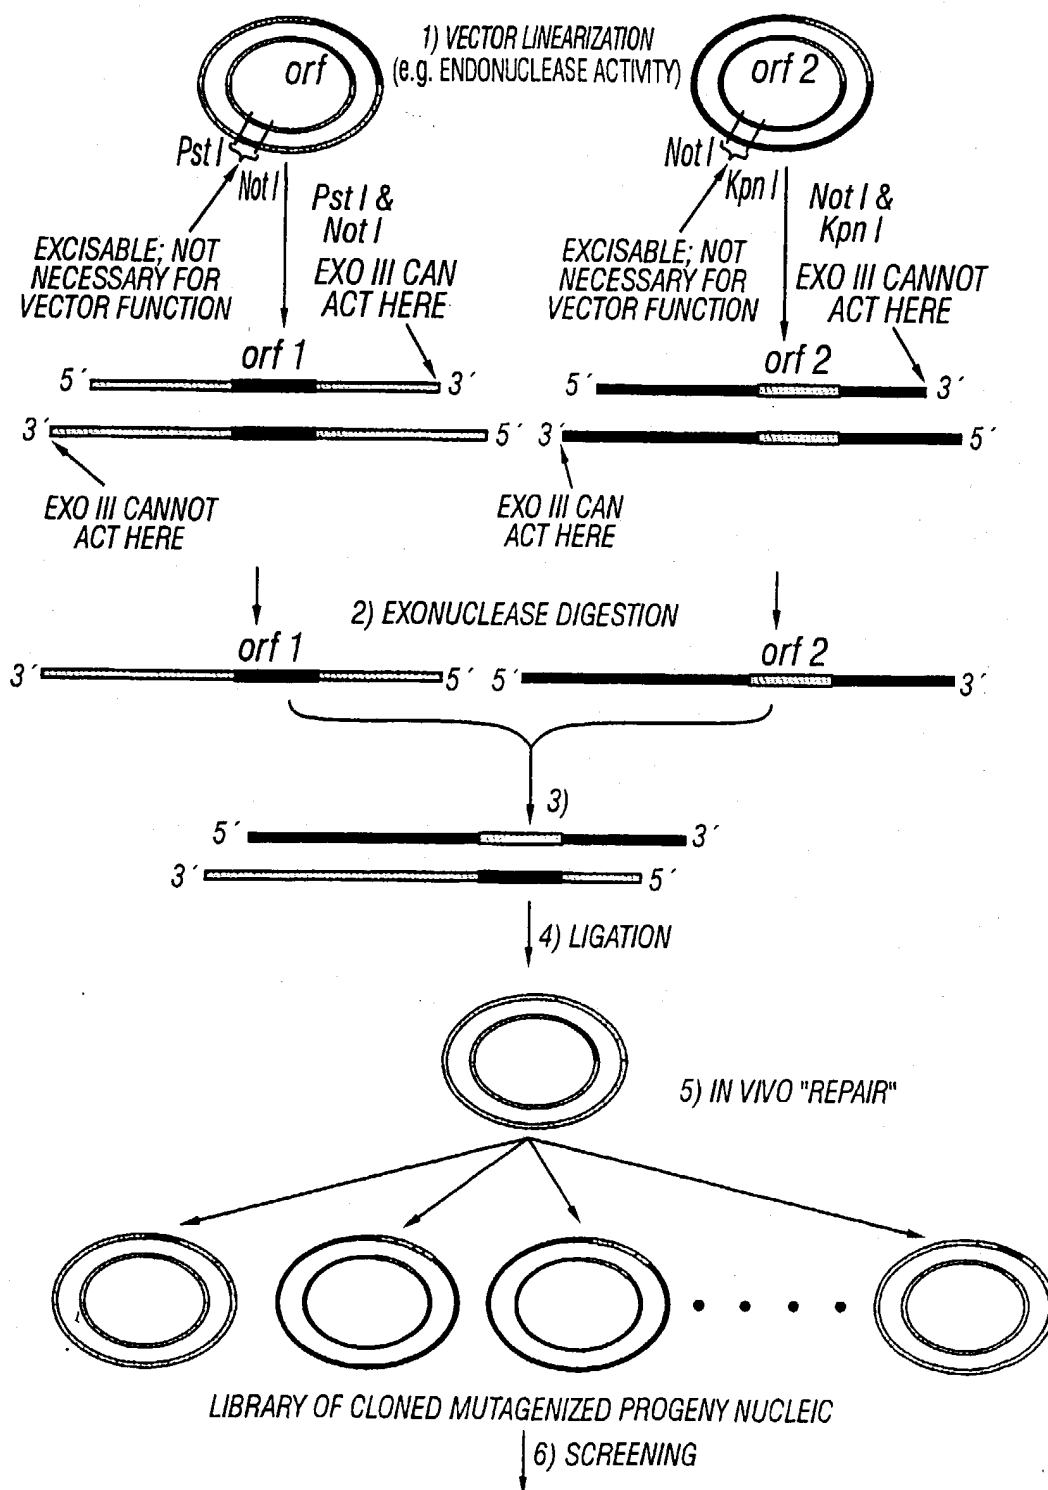 1) VECTOR LINEARIZATION
(e.g. ENDONUCLEASE ACTIVITY)
orf
orf 2
Pst I
Not I
Not I
Kpn I
Pst I &
Not I
Not I &
Kpn I
EXCISABLE; NOT
NECESSARY FOR
VECTOR FUNCTION
EXO III CAN
ACT HERE
EXCISABLE; NOT
NECESSARY FOR
VECTOR FUNCTION
EXO III CANNOT
ACT HERE
orf 1
orf 2
5´ 3´
5´ 3´
3´ 5´
3´ 5´
EXO III CANNOT
ACT HERE
EXO III CAN
ACT HERE
2) EXONUCLEASE DIGESTION
orf 1
orf 2
3´ 5´
5´ 3´
3)
5´ 3´
3´ 5´
4) LIGATION
5) IN VIVO "REPAIR"
LIBRARY OF CLONED MUTAGENIZED PROGENY NUCLEIC
6) SCREENING